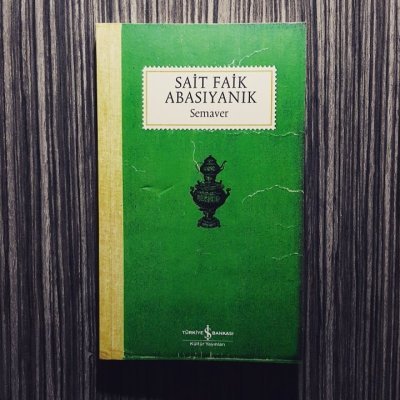 SAİT FAİK
ABASIYANIK
Semaver
TÜRKİYE İŞ BANKASI
Kültür Yayınları